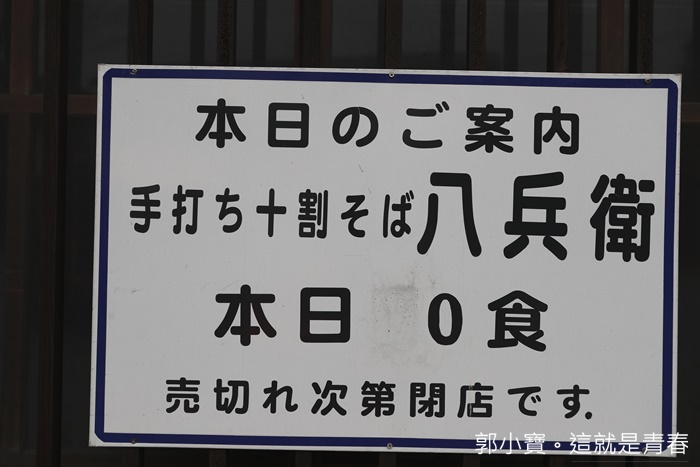 本日のご案内
手打ち十割そば八兵衛
本日 0食
売切れ次第閉店です.
郭小寶。這就是青春